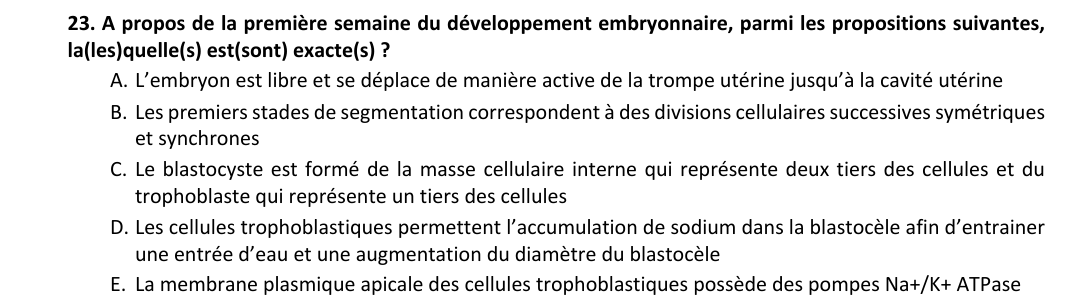 23. A propos de la première semaine du développement embryonnaire, parmi les propositions suivantes,
la(les)quelle(s) est(sont) exacte(s) ?
A. L’embryon est libre et se déplace de manière active de la trompe utérine jusqu’à la cavité utérine
B. Les premiers stades de segmentation correspondent à des divisions cellulaires successives symétriques
et synchrones
C. Le blastocyste est formé de la masse cellulaire interne qui représente deux tiers des cellules et du
trophoblaste qui représente un tiers des cellules
D. Les cellules trophoblastiques permettent l’accumulation de sodium dans la blastocèle afin d’entrainer
une entrée d’eau et une augmentation du diamètre du blastocèle
E. La membrane plasmique apicale des cellules trophoblastiques possède des pompes Na+/K+ ATPase